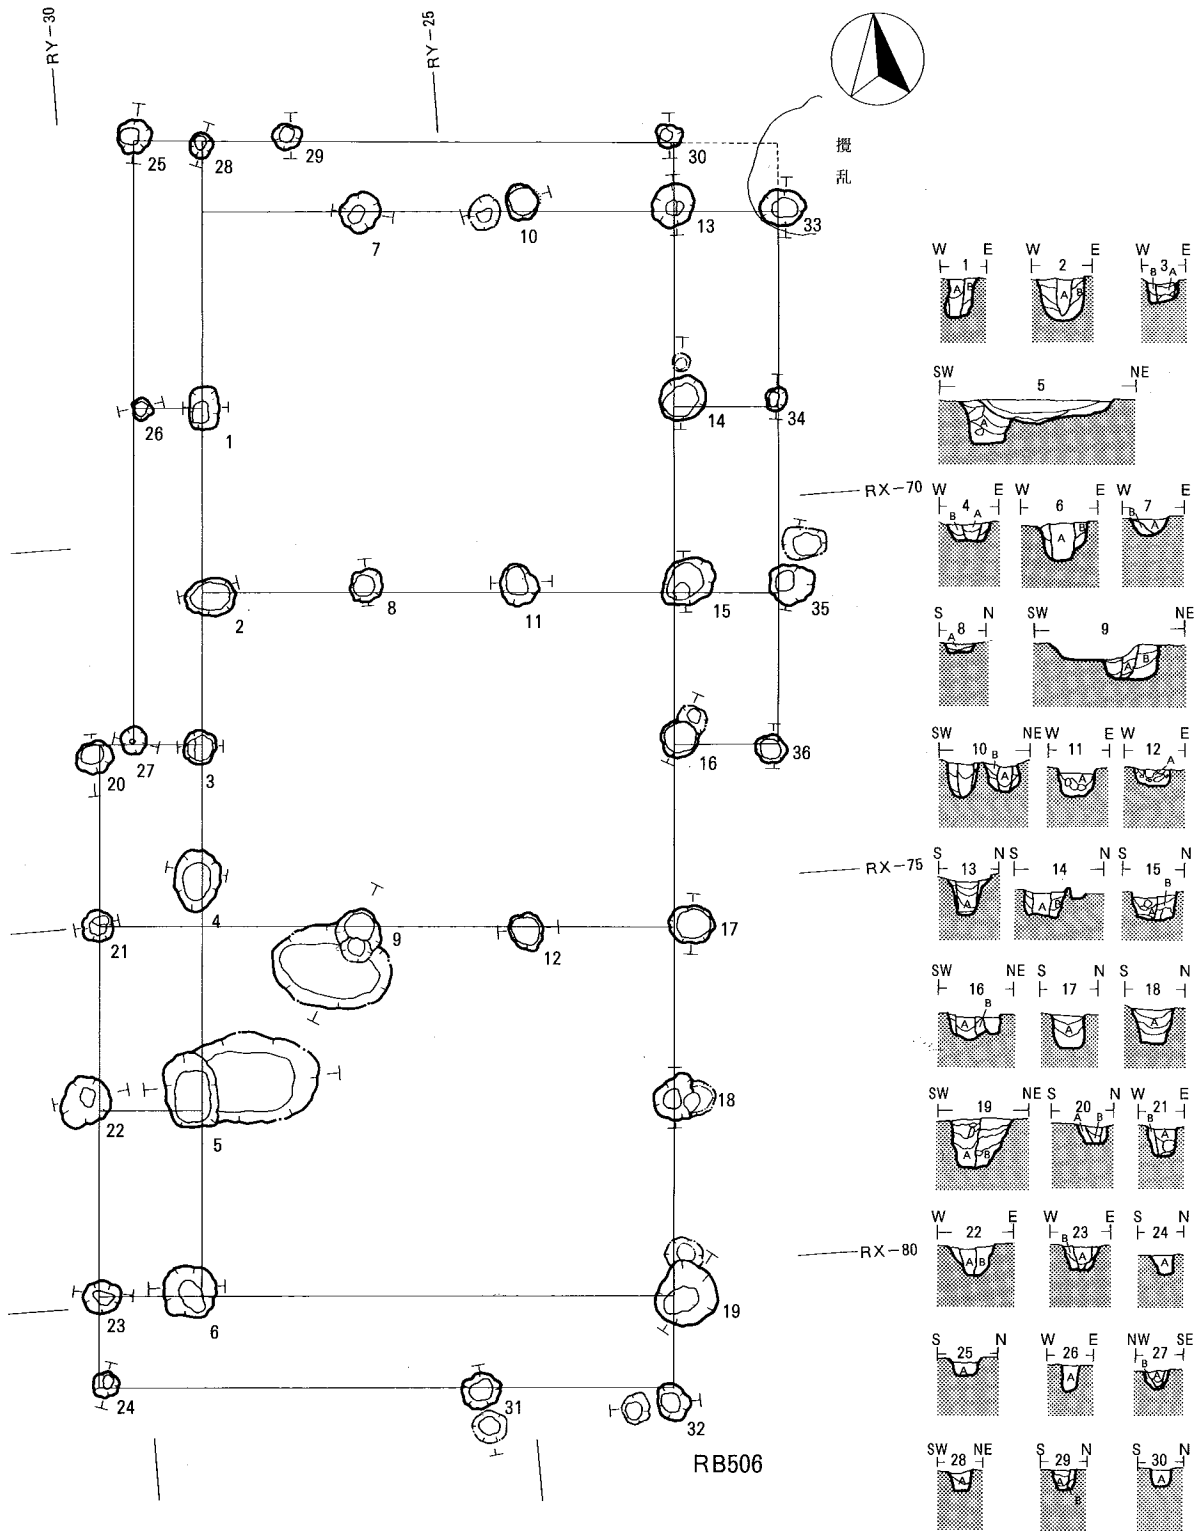 RY-30
RY-25
攪乱
25
28
29
30
7
10
13
33
26
1
14
34
RX-70
2
8
11
15
35
20
27
3
16
36
RX-75
4
21
9
12
17
22
5
18
RX-80
23
6
19
24
31
32
RB506
W E W E W E
1 2 3
A B A B B A
SW NE
5
A
W E W E W E
4 6 7
B A A B B A
S N SW NE
8 9
A A B
SW NE W E W E
10 11 12
B A A A
S N S N S N
13 14 15
A A B B A
SW NE S N S N
16 17 18
A B A A
SW NE S N W E
19 20 21
A B A B B A
W E W E S N
22 23 24
A B B A A
S N W E NW SE
25 26 27
A A B A
SW NE S N S N
28 29 30
A A B A